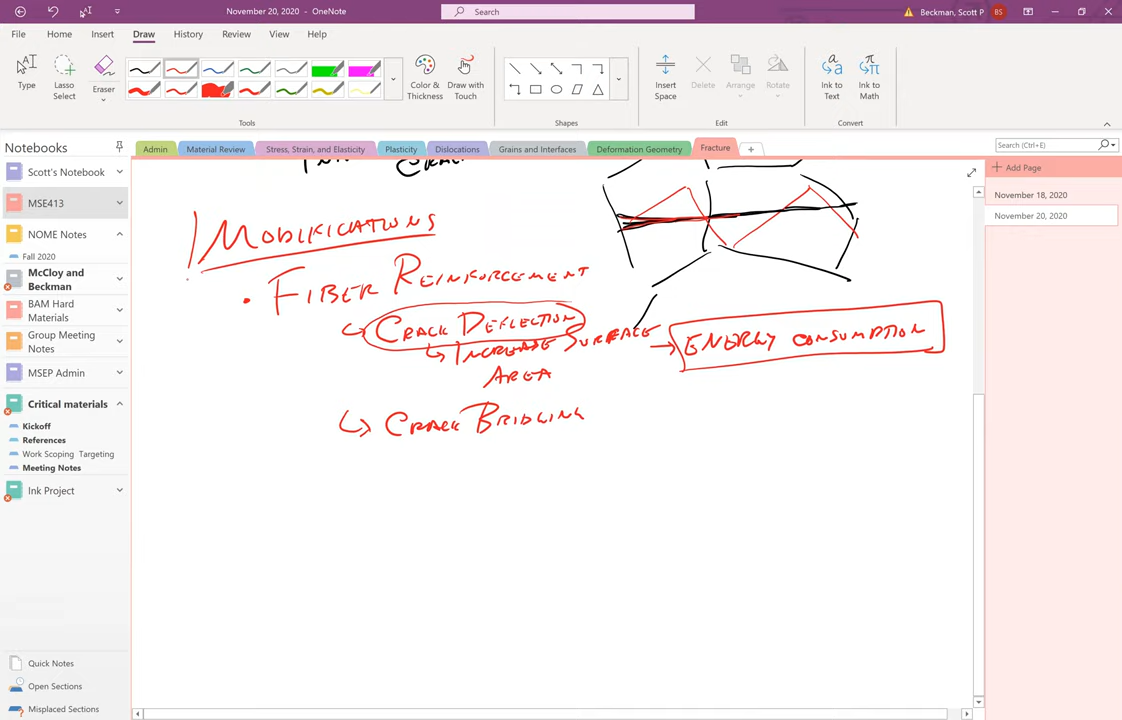 November 20, 2020 - OneNote
Search
Beckman, Scott P
BS
File Home Insert Draw History Review View Help
Type
Lasso Select
Eraser
Color & Thickness
Draw with Touch
Insert Space
Delete
Arrange
Rotate
Ink to Text
Ink to Math
Tools
Shapes
Edit
Convert
Notebooks
Admin
Material Review
Stress, Strain, and Elasticity
Plasticity
Dislocations
Grains and Interfaces
Deformation Geometry
Fracture
Search (Ctrl+E)
Scott's Notebook
MSE413
NOME Notes
Fall 2020
McCloy and Beckman
BAM Hard Materials
Group Meeting Notes
MSEP Admin
Critical materials
Kickoff
References
Work Scoping Targeting
Meeting Notes
Ink Project
Quick Notes
Open Sections
Misplaced Sections
MODIFICATIONS
• FIBER REINFORCEMENT
↳ CRACK DEFLECTION
↳ INCREASE SURFACE → ENERGY CONSUMPTION
AREA
↳ CRACK BRIDGING
Add Page
November 18, 2020
November 20, 2020